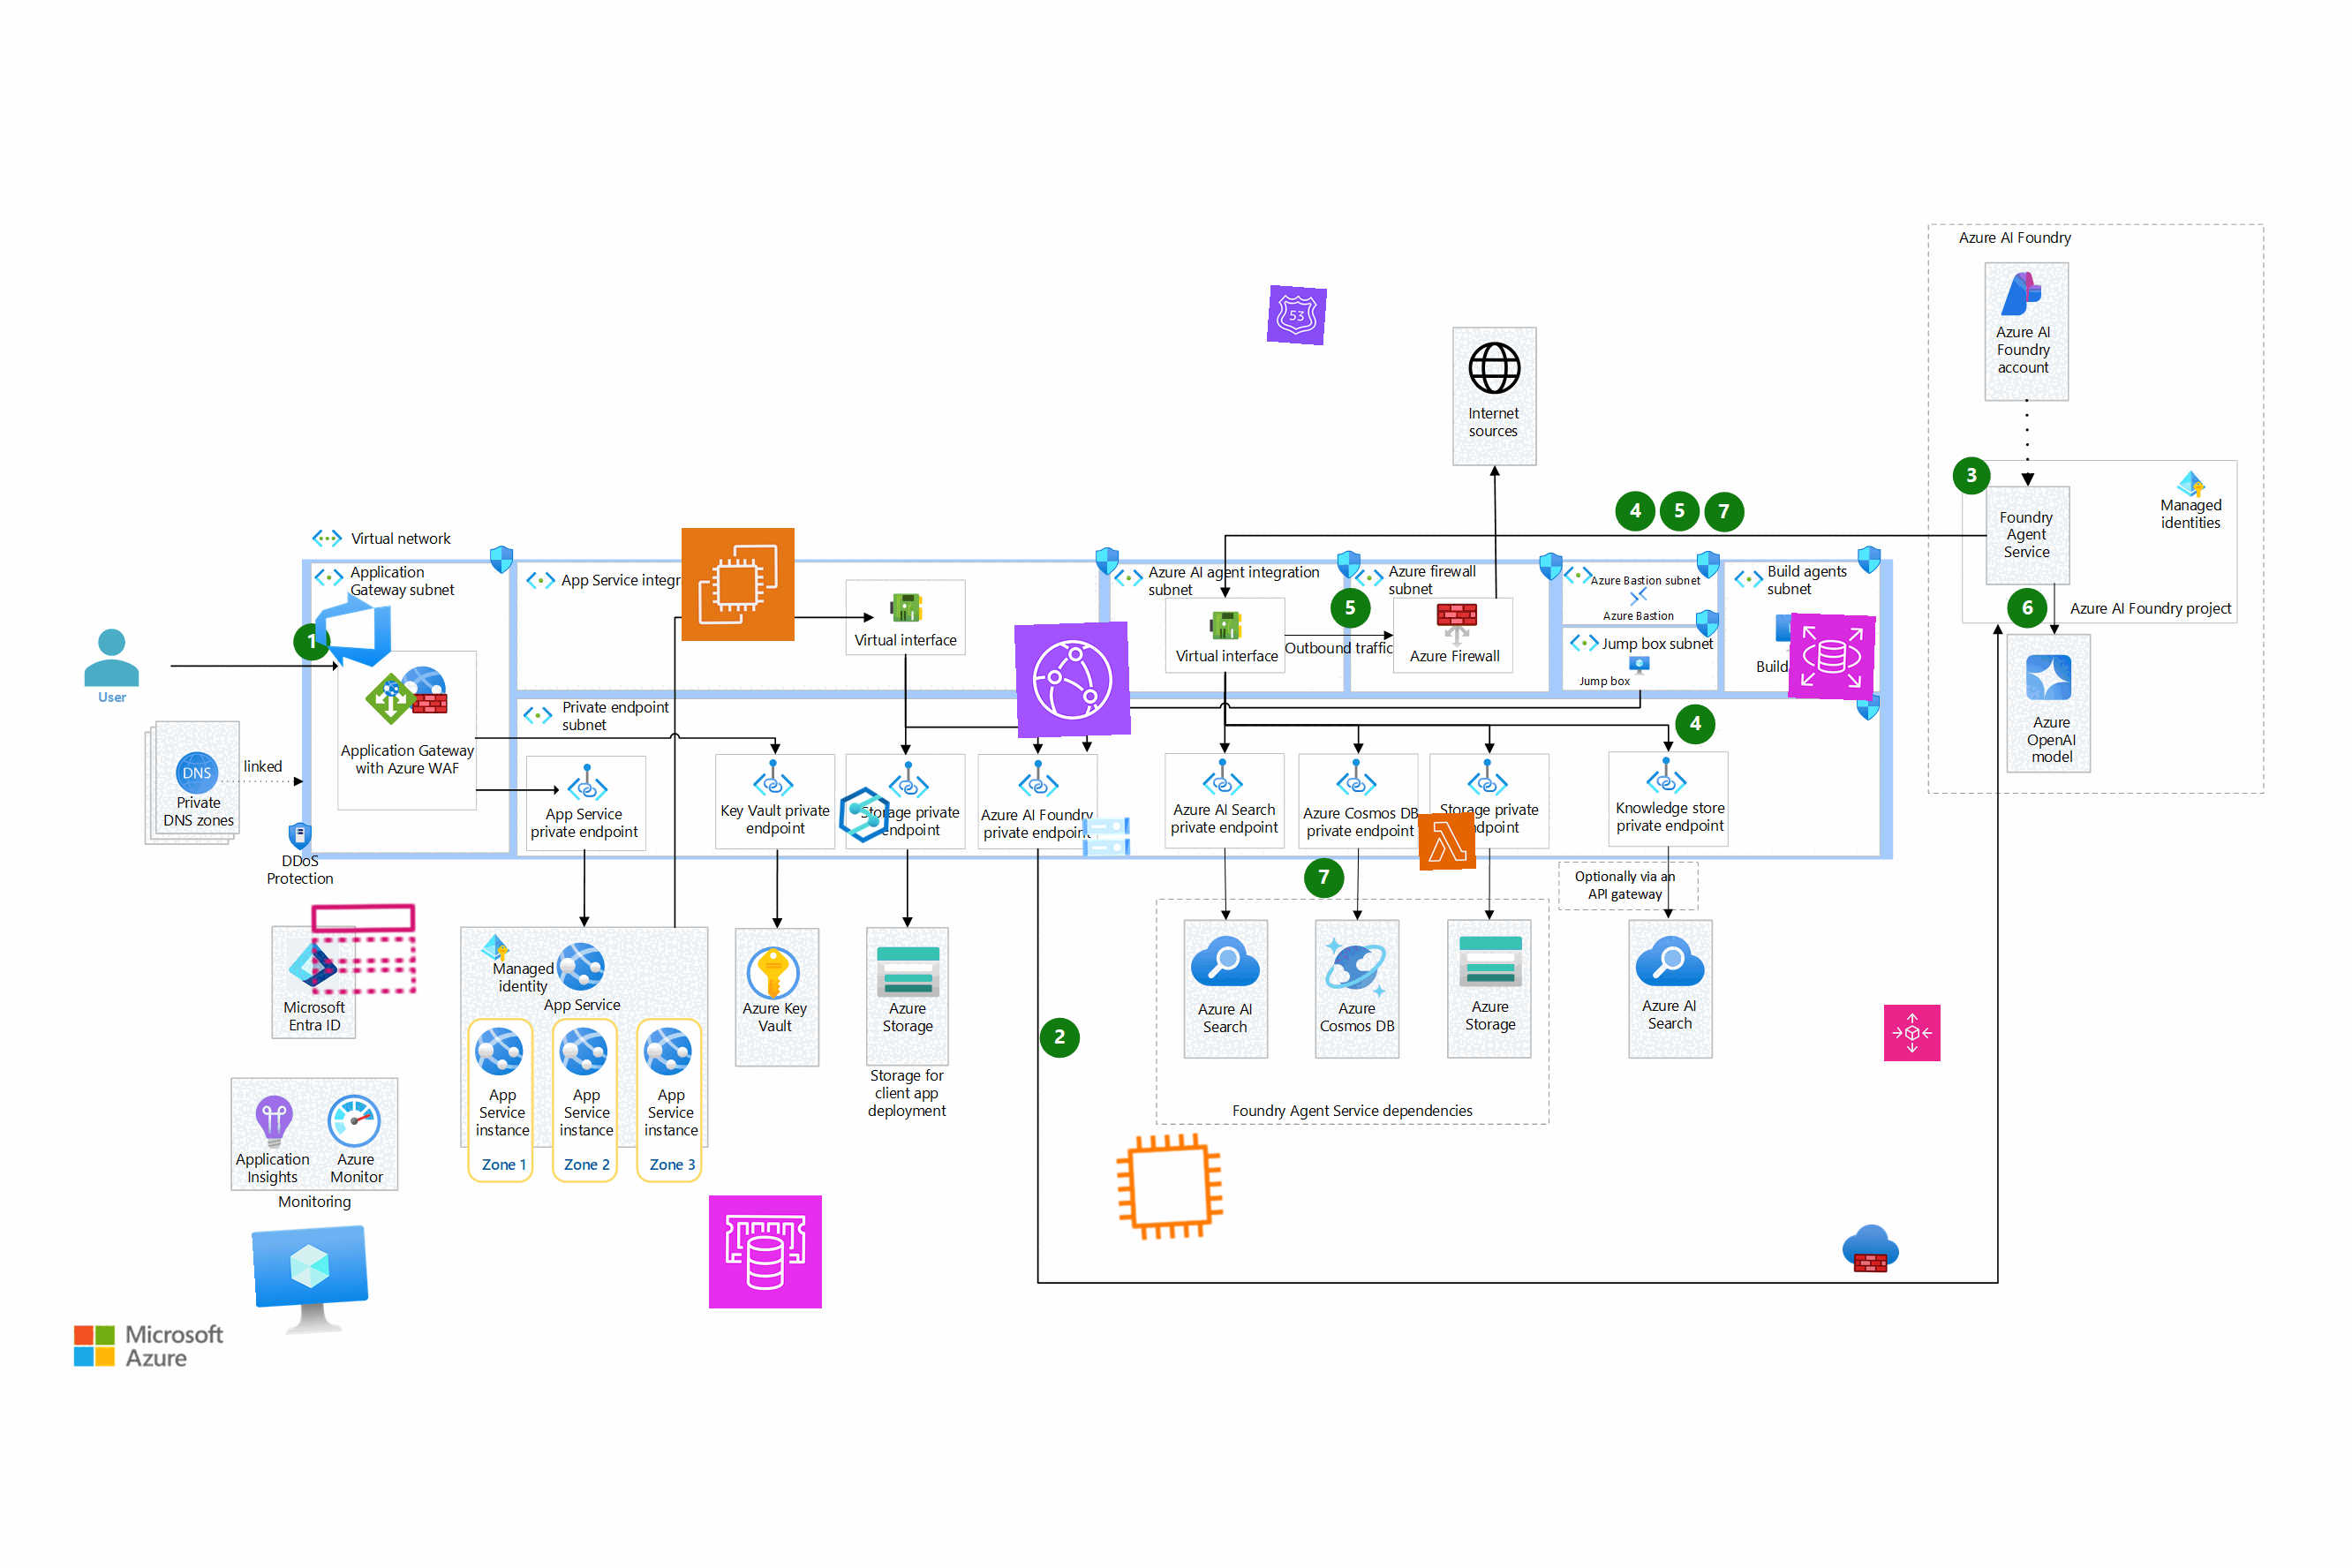 Azure AI Foundry
Azure AI
Foundry
account
53
Internet
sources
3
Managed
identities
Foundry
Agent
Service
4
5
7
6
Azure AI Foundry project
Azure
OpenAI
model
Virtual network
Application
Gateway subnet
App Service integr
Virtual interface
Azure AI agent integration
subnet
Virtual interface
5
Outbound traffic
Azure firewall
subnet
Azure Firewall
Azure Bastion subnet
Azure Bastion
Jump box subnet
Jump box
Build agents
subnet
Build
1
User
Application Gateway
with Azure WAF
linked
DNS
Private
DNS zones
DDoS
Protection
Private endpoint
subnet
App Service
private endpoint
Key Vault private
endpoint
Storage private
endpoint
Azure AI Foundry
private endpoint
Azure AI Search
private endpoint
Azure Cosmos DB
private endpoint
Storage private
endpoint
4
Knowledge store
private endpoint
7
Optionally via an
API gateway
Microsoft
Entra ID
Managed
identity
App Service
App
Service
instance
Zone 1
App
Service
instance
Zone 2
App
Service
instance
Zone 3
Azure Key
Vault
Azure
Storage
Storage for
client app
deployment
2
Azure AI
Search
Azure
Cosmos DB
Azure
Storage
Foundry Agent Service dependencies
Azure AI
Search
Application
Insights
Azure
Monitor
Monitoring
Microsoft
Azure